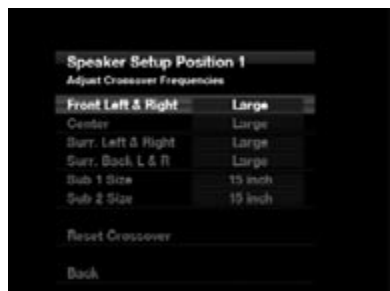 Speaker Setup Position 1
Adjust Crossover Frequencies
Front Left & Right Large
Center Large
Surr. Left & Right Large
Surr. Back L & R Large
Sub 1 Size 15 inch
Sub 2 Size 15 inch
Reset Crossover
Back